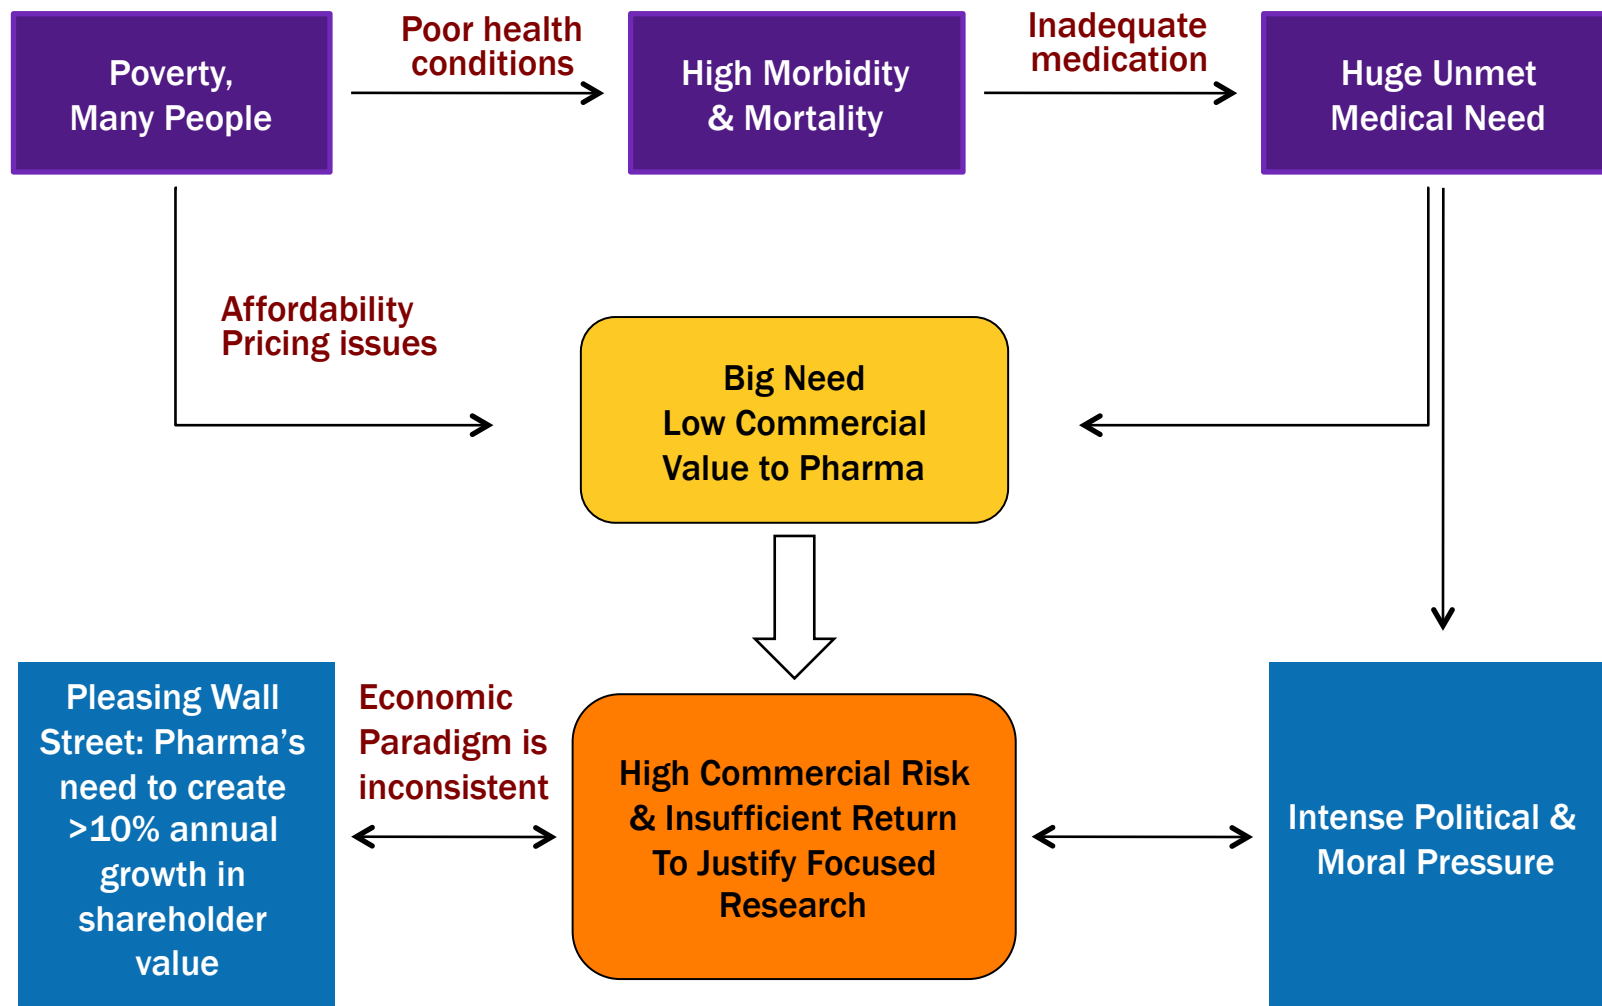 Poverty,
Many People
Poor health
conditions
High Morbidity
& Mortality
Inadequate
medication
Huge Unmet
Medical Need
Affordability
Pricing issues
Big Need
Low Commercial
Value to Pharma
Pleasing Wall
Street: Pharma’s
need to create
>10% annual
growth in
shareholder
value
Economic
Paradigm is
inconsistent
High Commercial Risk
& Insufficient Return
To Justify Focused
Research
Intense Political &
Moral Pressure